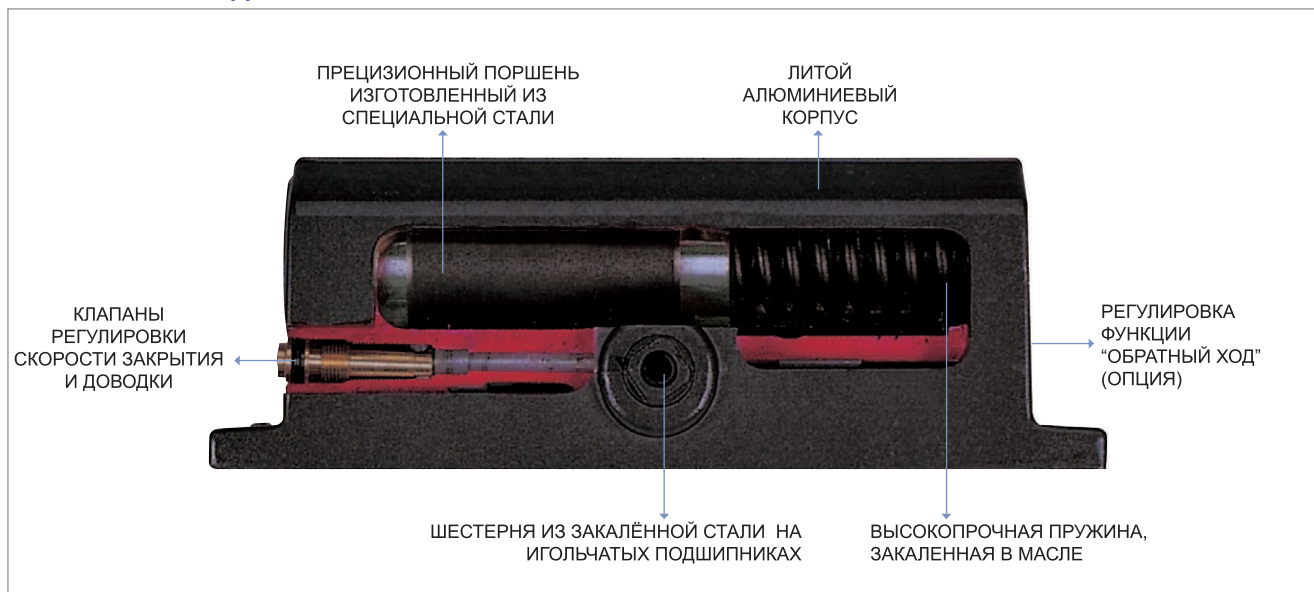 ПРЕЦИЗИОННЫЙ ПОРШЕНЬ
ИЗГОТОВЛЕННЫЙ ИЗ
СПЕЦИАЛЬНОЙ СТАЛИ
ЛИТОЙ
АЛЮМИНИЕВЫЙ
КОРПУС
КЛАПАНЫ
РЕГУЛИРОВКИ
СКОРОСТИ ЗАКРЫТИЯ
И ДОВОДКИ
РЕГУЛИРОВКА
ФУНКЦИИ
“ОБРАТНЫЙ ХОД”
(ОПЦИЯ)
ШЕСТЕРНЯ ИЗ ЗАКАЛЁННОЙ СТАЛИ НА
ИГОЛЬЧАТЫХ ПОДШИПНИКАХ
ВЫСОКОПРОЧНАЯ ПРУЖИНА,
ЗАКАЛЕННАЯ В МАСЛЕ